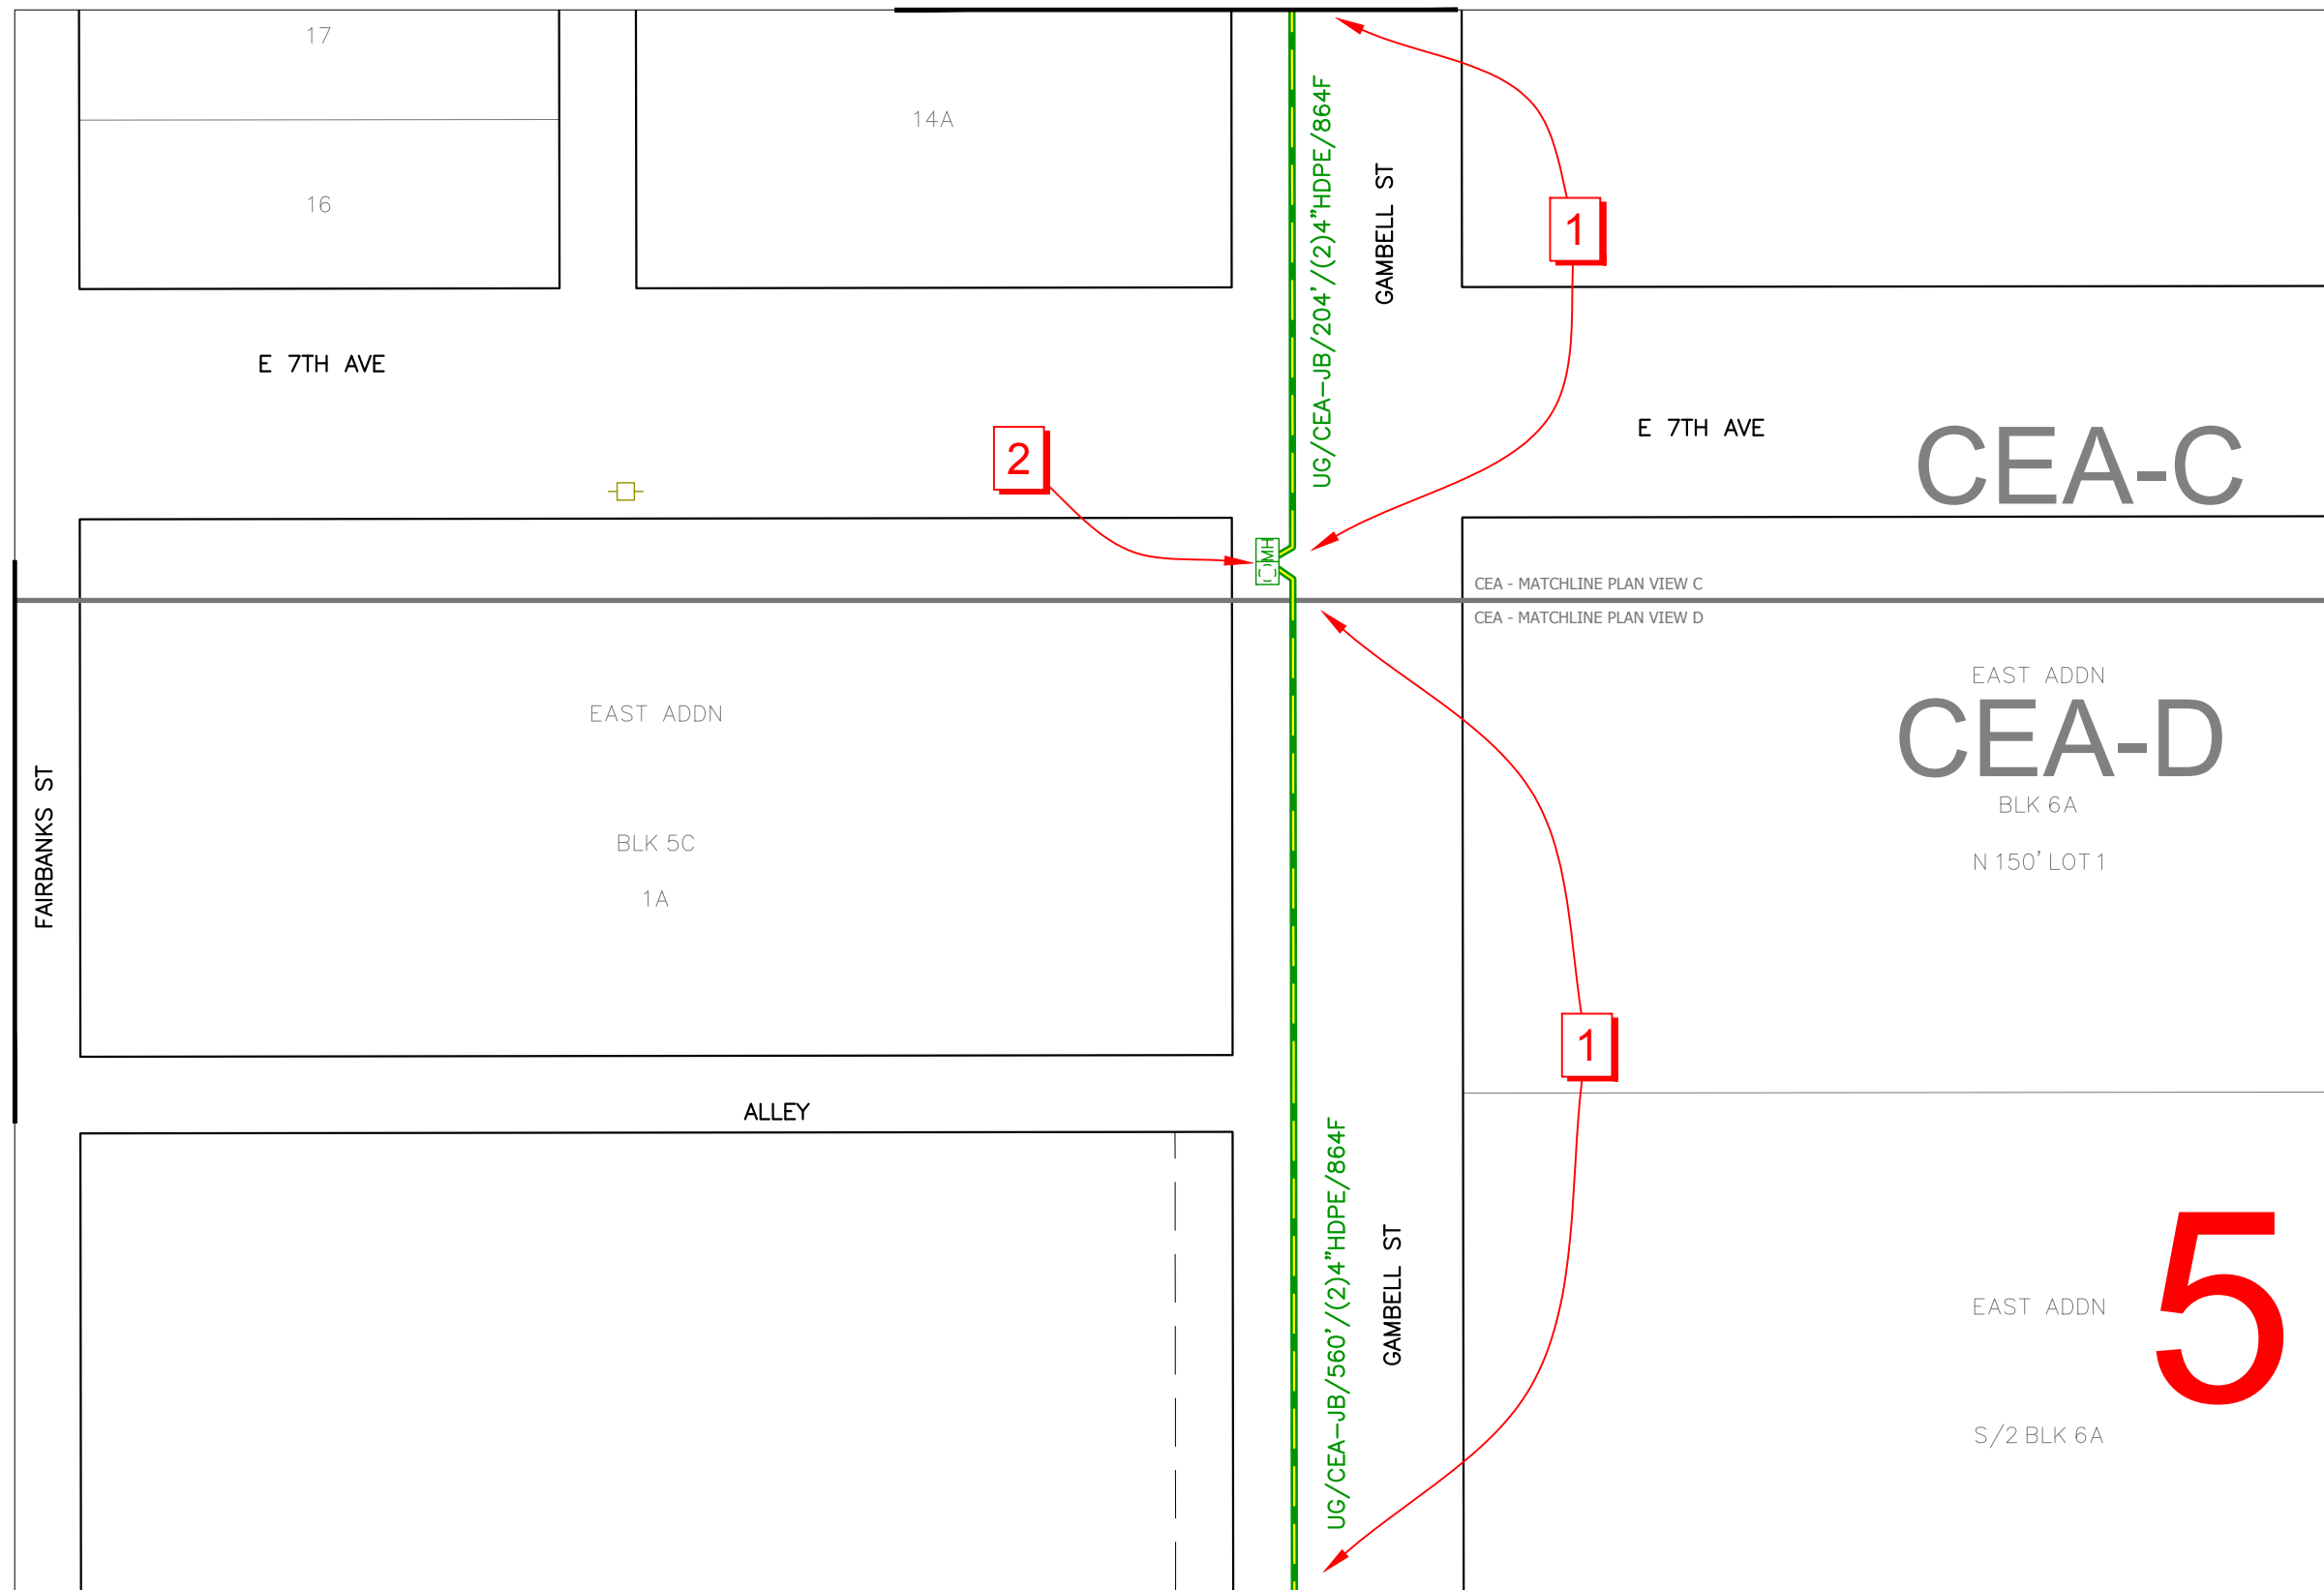 17
14A
16
UG/CEA-JB/204'/(2)4"HDPE/864F
GAMBELL ST
1
E 7TH AVE
E 7TH AVE
CEA-C
2
MH
CEA - MATCHLINE PLAN VIEW C
CEA - MATCHLINE PLAN VIEW D
EAST ADDN
EAST ADDN
CEA-D
FAIRBANKS ST
BLK 5C
BLK 6A
1A
N 150' LOT 1
1
ALLEY
UG/CEA-JB/560'/(2)4"HDPE/864F
GAMBELL ST
5
EAST ADDN
S/2 BLK 6A